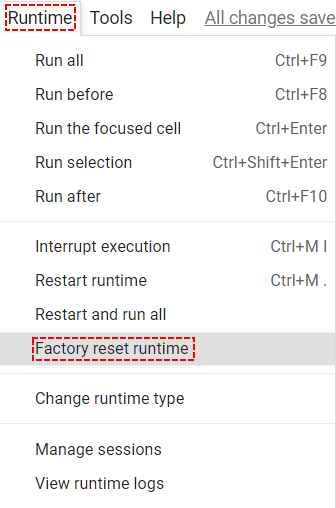 Runtime Tools Help All changes save
Run all Ctrl+F9
Run before Ctrl+F8
Run the focused cell Ctrl+Enter
Run selection Ctrl+Shift+Enter
Run after Ctrl+F10
Interrupt execution Ctrl+M I
Restart runtime Ctrl+M .
Restart and run all
Factory reset runtime
Change runtime type
Manage sessions
View runtime logs